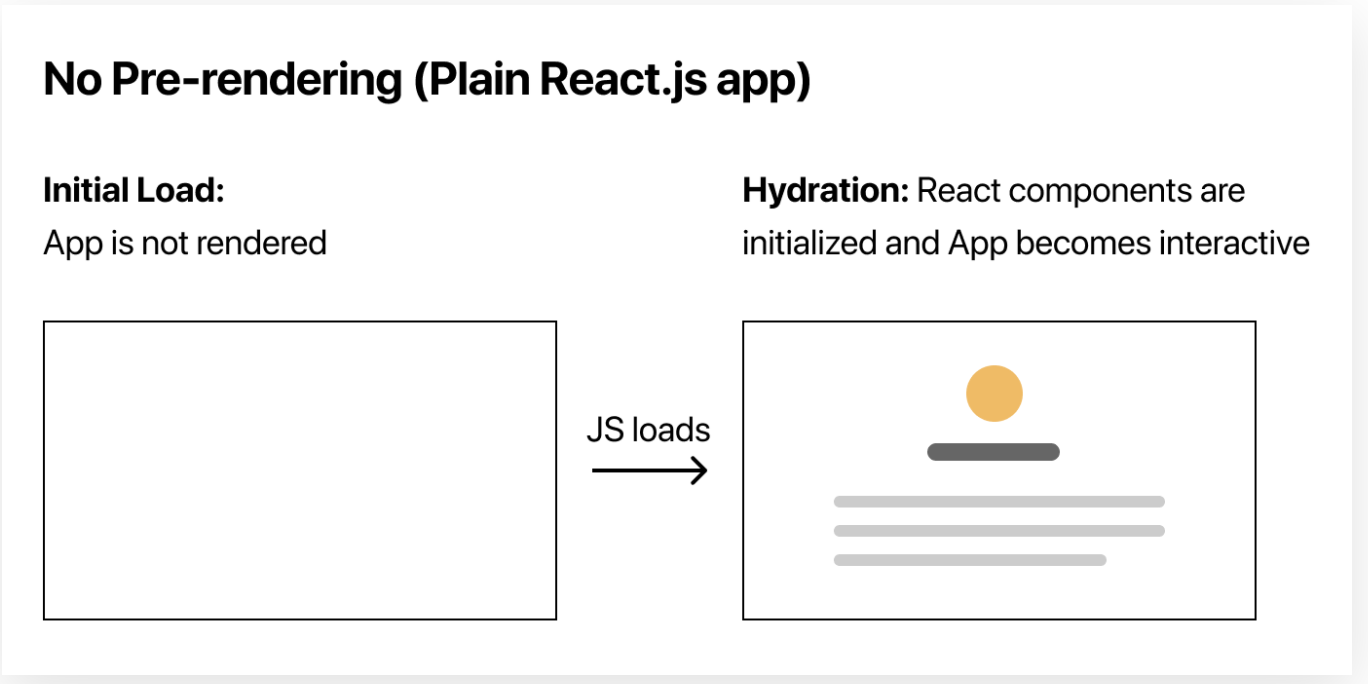 No Pre-rendering (Plain React.js app)
Initial Load:
App is not rendered
Hydration: React components are
initialized and App becomes interactive
JS loads